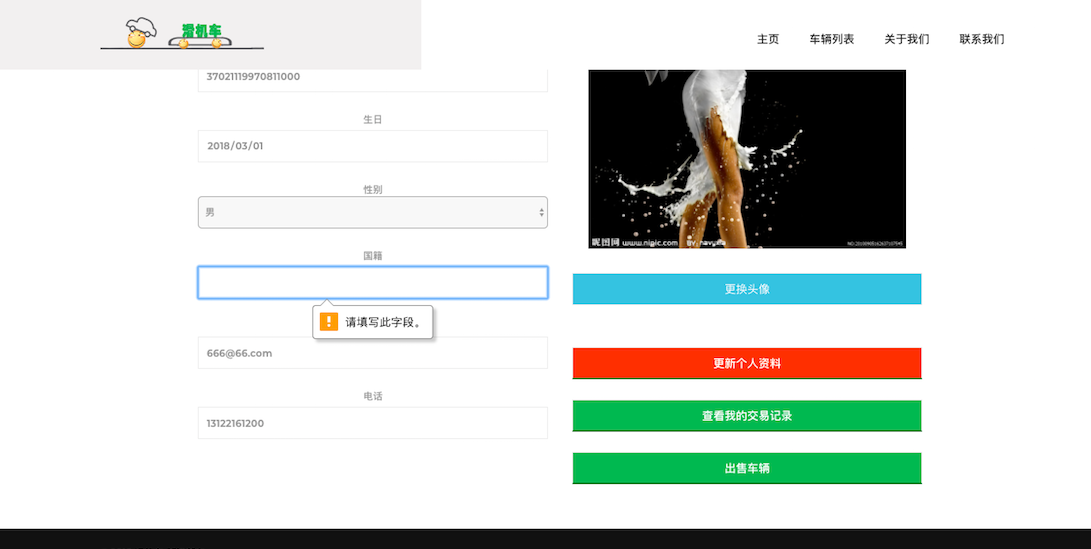 滑机车
主页
车辆列表
关于我们
联系我们
37021119970811000
生日
2018/03/01
性别
男
国籍
请填写此字段。
666@66.com
电话
13122161200
昵图网 www.nipic.com BY: navyxia
更换头像
更新个人资料
查看我的交易记录
出售车辆